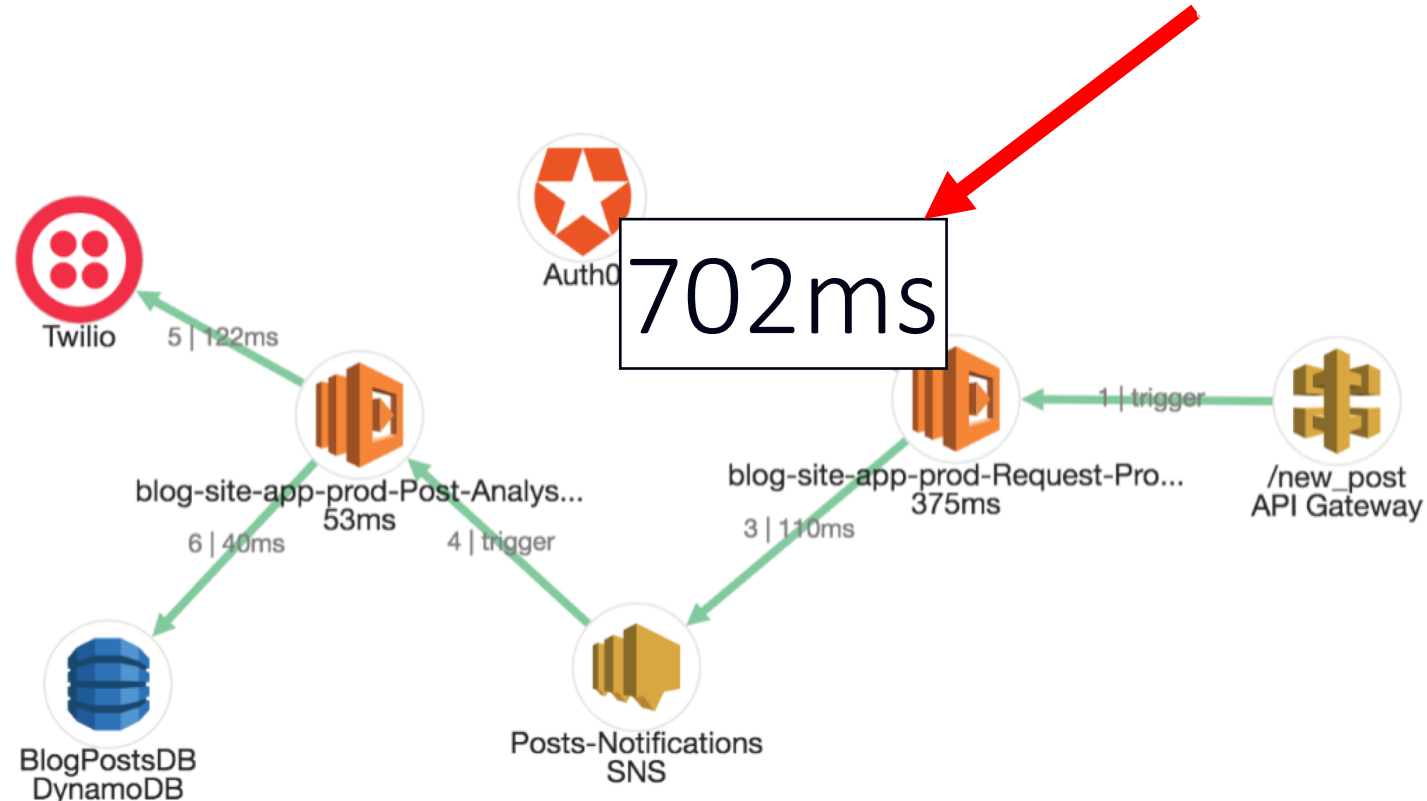 Auth0
702ms
Twilio
5 | 122ms
1 | trigger
blog-site-app-prod-Request-Pro...
375ms
/new_post
API Gateway
blog-site-app-prod-Post-Analys...
53ms
3 | 110ms
6 | 40ms
4 | trigger
Posts-Notifications
SNS
BlogPostsDB
DynamoDB